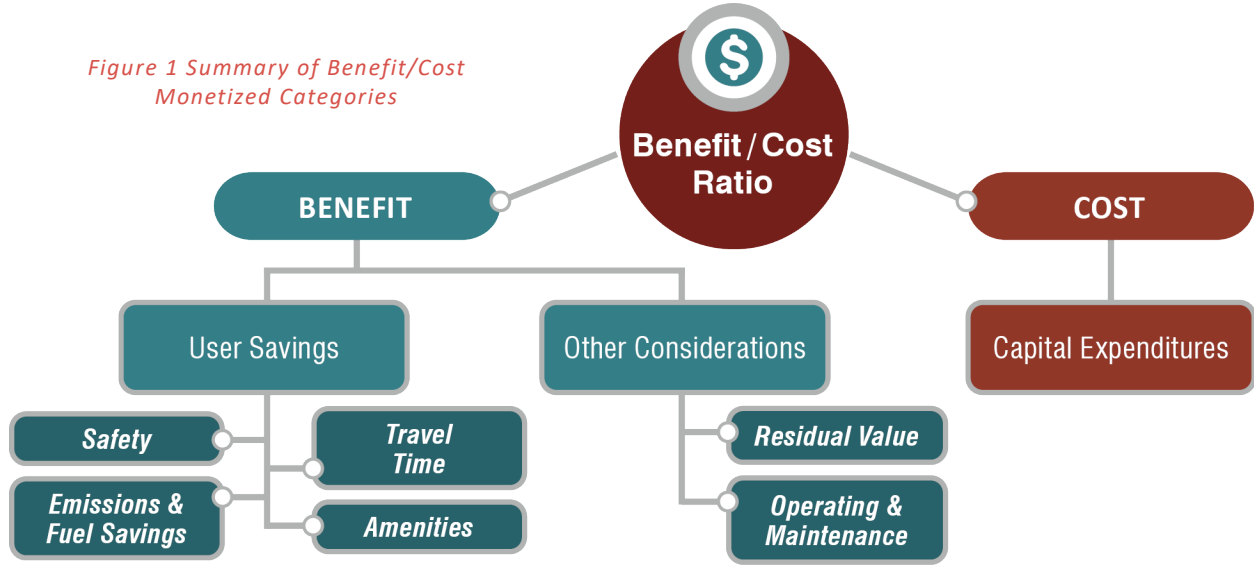 Figure 1 Summary of Benefit/Cost
Monetized Categories
$
Benefit / Cost
Ratio
BENEFIT
COST
User Savings
Other Considerations
Capital Expenditures
Safety
Travel
Time
Emissions &
Fuel Savings
Amenities
Residual Value
Operating &
Maintenance